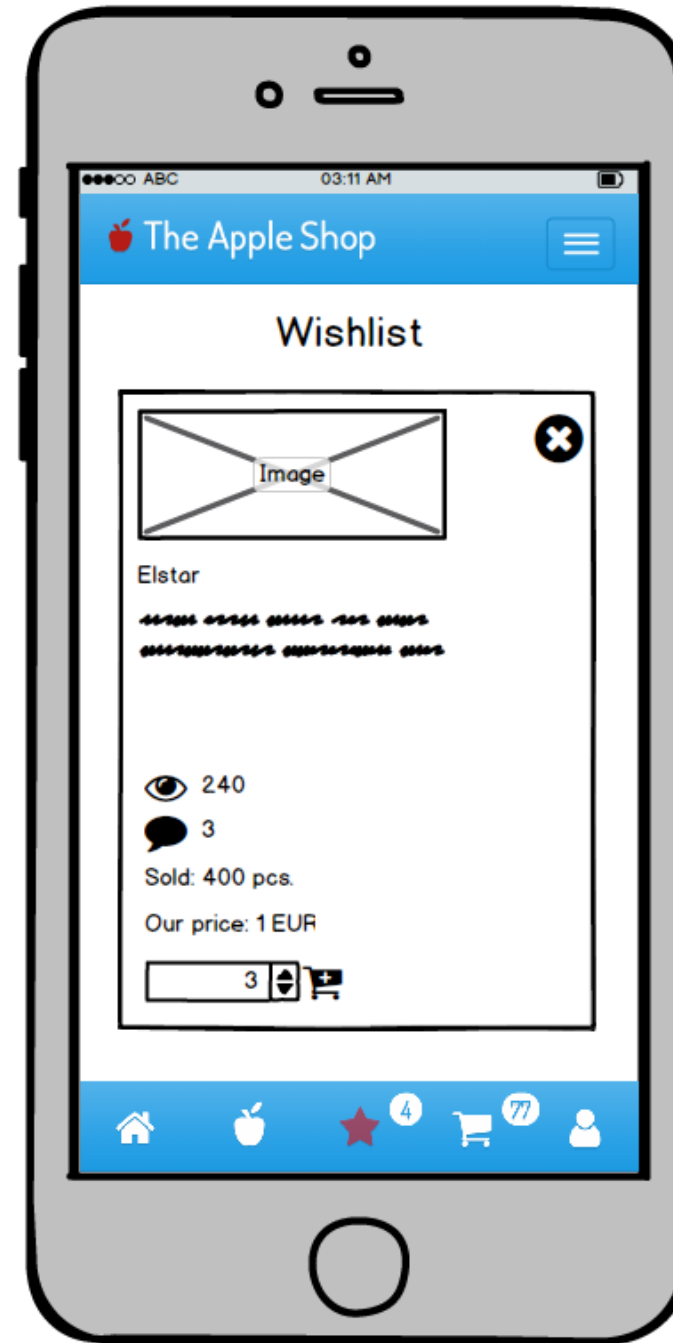 ABC 03:11 AM
The Apple Shop
Wishlist
Image
Elstar
240
3
Sold: 400 pcs.
Our price: 1 EUR
3
4 77